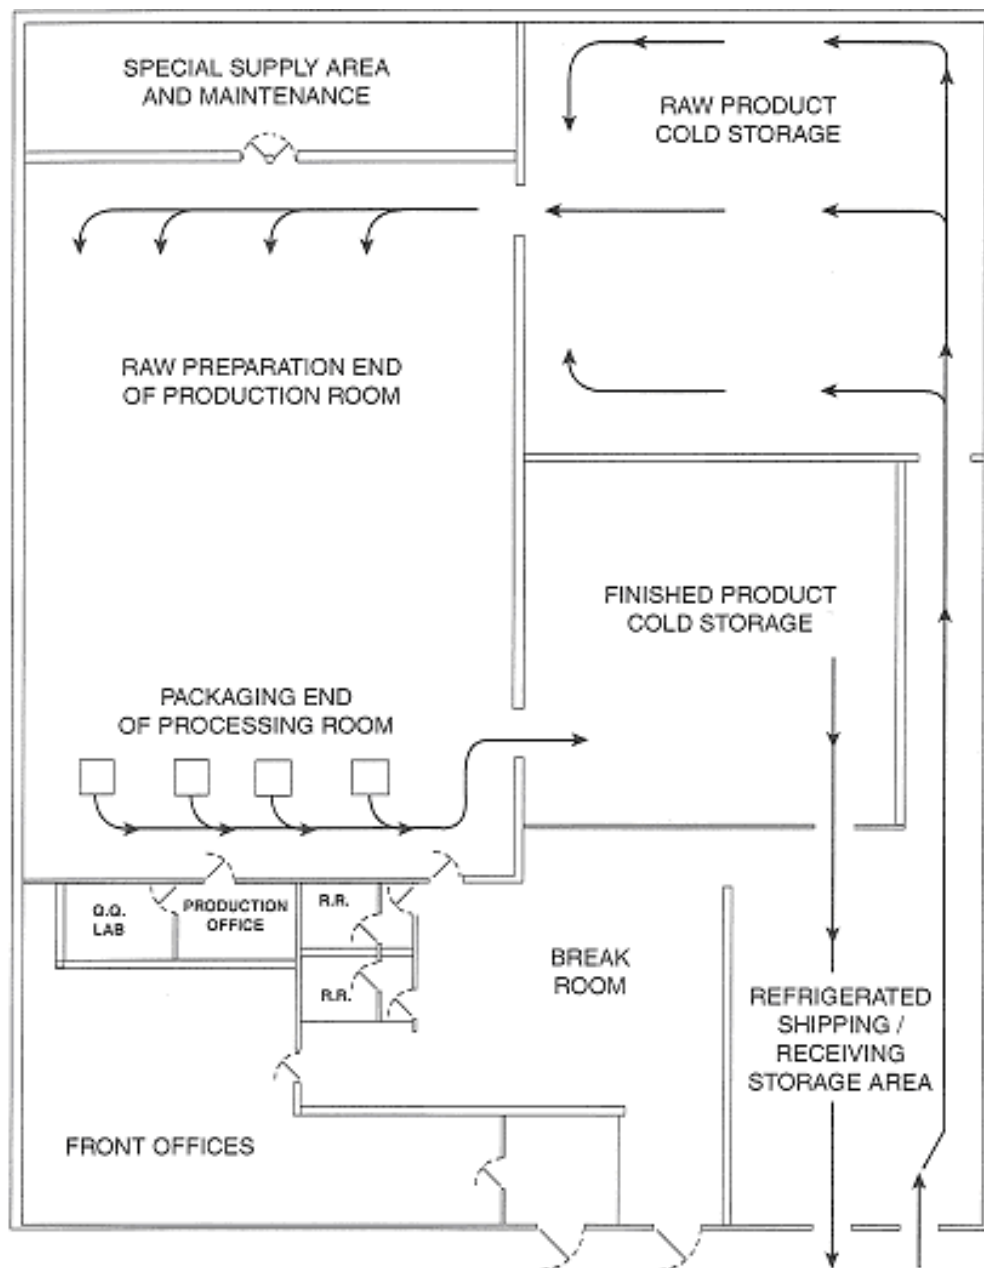 SPECIAL SUPPLY AREA
AND MAINTENANCE
RAW PRODUCT
COLD STORAGE
RAW PREPARATION END
OF PRODUCTION ROOM
FINISHED PRODUCT
COLD STORAGE
PACKAGING END
OF PROCESSING ROOM
Q.Q.
LAB
PRODUCTION
OFFICE
R.R.
R.R.
BREAK
ROOM
REFRIGERATED
SHIPPING /
RECEIVING
STORAGE AREA
FRONT OFFICES